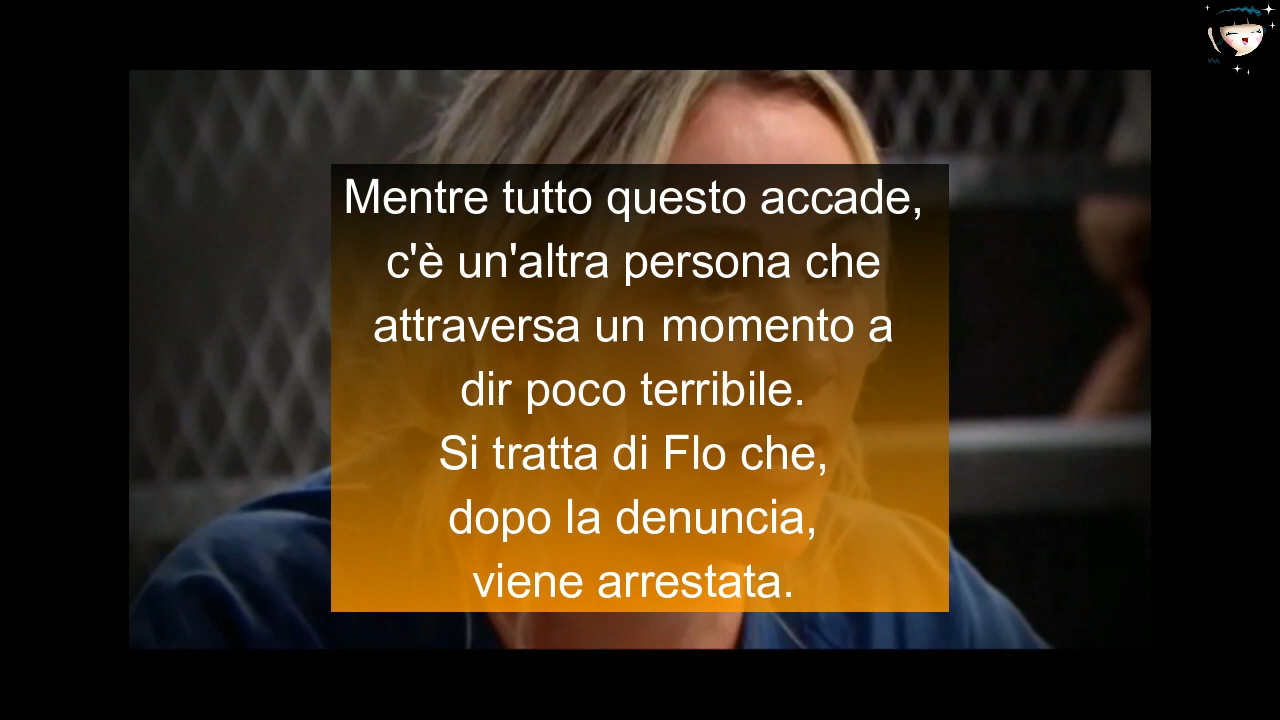 Mentre tutto questo accade,
c'è un'altra persona che
attraversa un momento a
dir poco terribile.
Si tratta di Flo che,
dopo la denuncia,
viene arrestata.